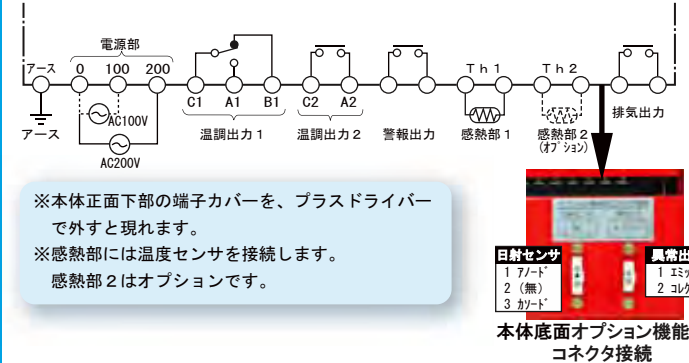 電源部
アース 0 100 200
Th1 Th2
AC100V
C1 A1 B1 C2 A2
アース
温調出力1 温調出力2 警報出力 感熱部1 感熱部2 排気出力
(オプション)
AC200V
※本体正面下部の端子カバーを、プラスドライバー
で外すと現れます。
※感熱部には温度センサを接続します。
感熱部2はオプションです。
日射センサ
1 アノード
2 (無)
3 カソード
異常出
1 エミッ
2 コレク
本体底面オプション機能
コネクタ接続